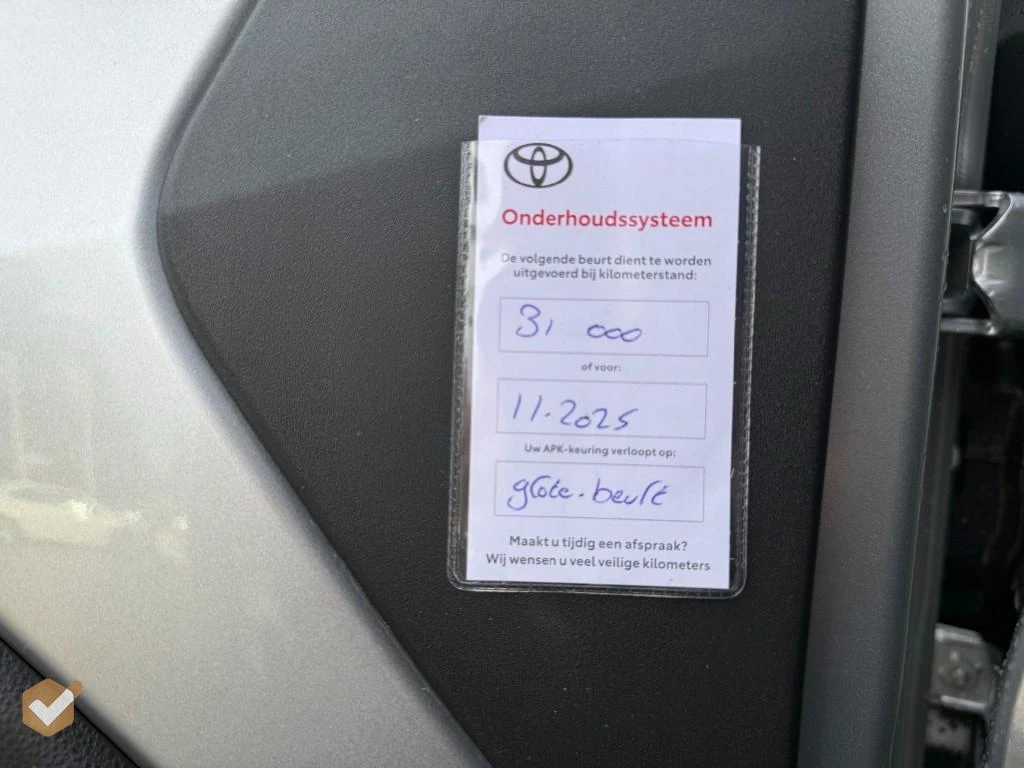 Onderhoudssysteem
De volgende beurt dient te worden
uitgevoerd bij kilometerstand:
31 000
of voor:
11.2025
Uw APK-keuring verloopt op:
grote.beurt
Maakt u tijdig een afspraak?
Wij wensen u veel veilige kilometers